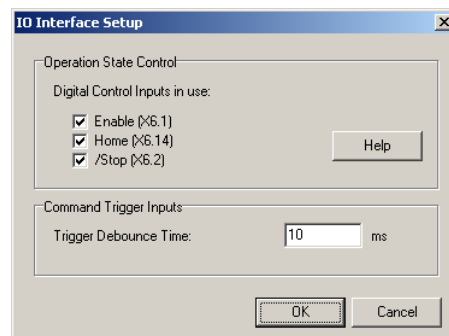 IO Interface Setup
Operation State Control
Digital Control Inputs in use:
Enable (X6.1)
Home (X6.14)
/Stop (X6.2)
Help
Command Trigger Inputs
Trigger Debounce Time: 10 ms
OK Cancel